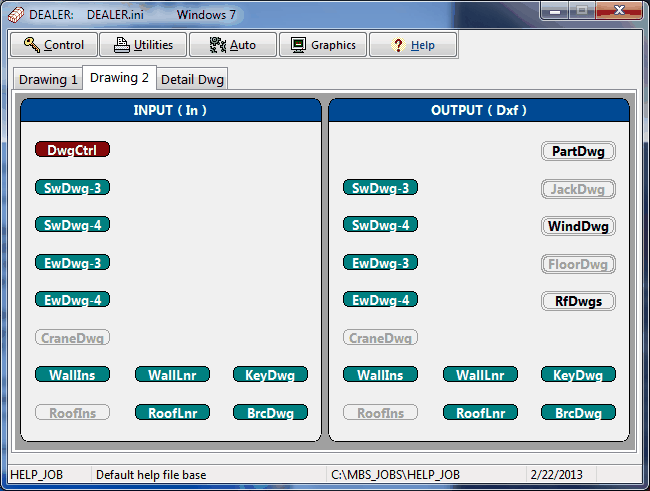 DEALER: DEALER.ini Windows 7
Control Utilities Auto Graphics Help
Drawing 1 Drawing 2 Detail Dwg
INPUT ( In ) OUTPUT ( Dxf )
DwgCtrl PartDwg
SwDwg-3 SwDwg-3 JackDwg
SwDwg-4 SwDwg-4 WindDwg
EwDwg-3 EwDwg-3 FloorDwg
EwDwg-4 EwDwg-4 RfDwgs
CraneDwg CraneDwg
WallIns WallLnr KeyDwg WallIns WallLnr KeyDwg
RoofIns RoofLnr BrcDwg RoofIns RoofLnr BrcDwg
HELP_JOB Default help file base C:\MBS_JOBS\HELP_JOB 2/22/2013